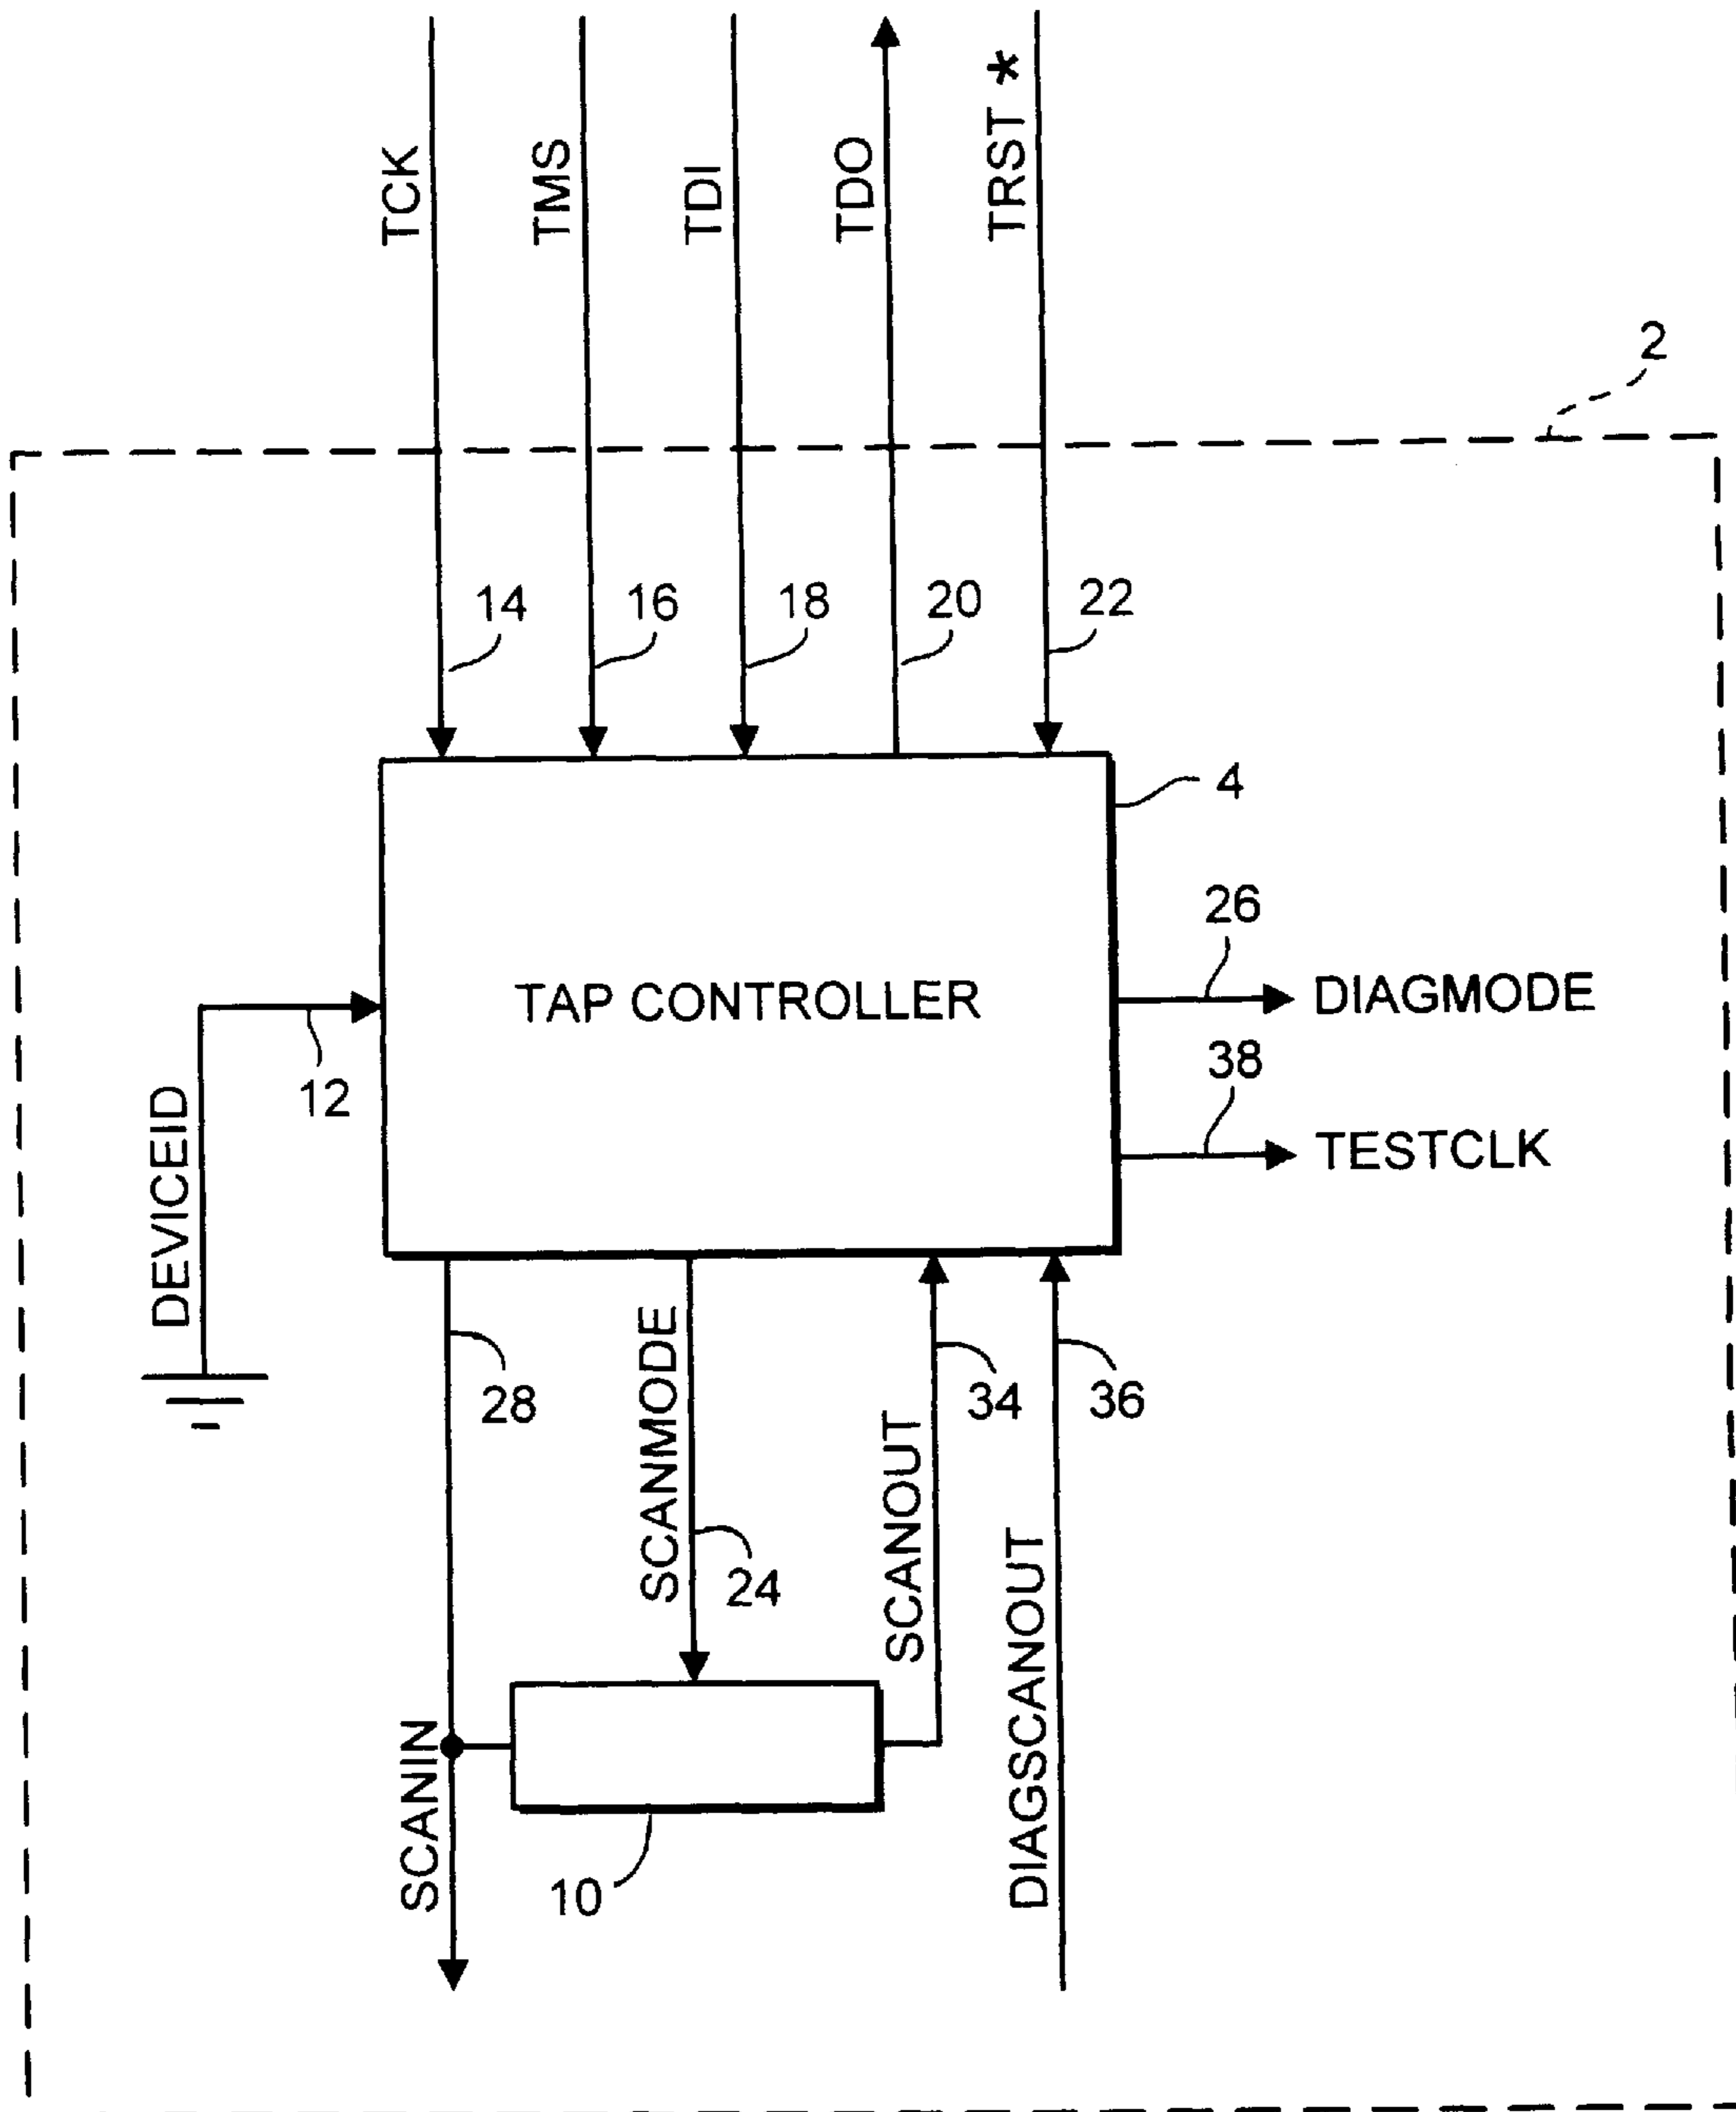 TCK
TMS
TDI
TDO
TRST *
2
14
16
18
20
22
4
26
TAP CONTROLLER
DIAGMODE
12
38
TESTCLK
DEVICEID
28
SCANMODE
34
36
24
SCANOUT
SCANIN
DIAGSCANOUT
10